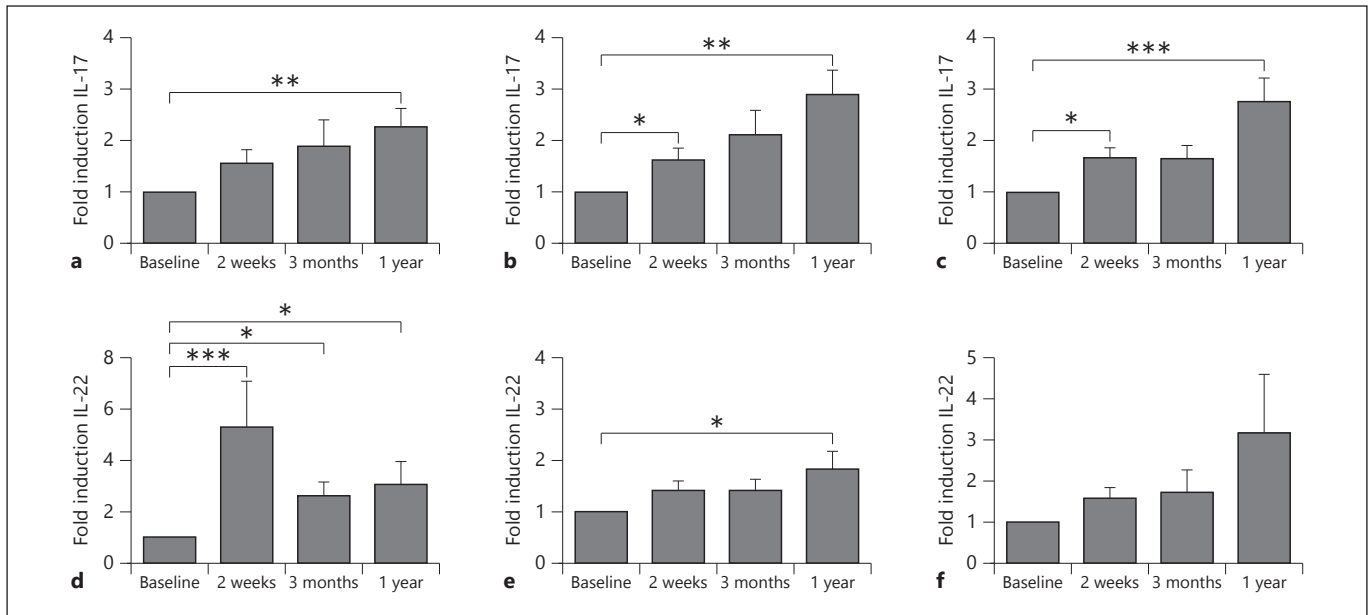 Fold induction IL-17
4
3
2
1
0
**
Baseline 2 weeks 3 months 1 year
a
Fold induction IL-17
4
3
2
1
0
**
*
Baseline 2 weeks 3 months 1 year
b
Fold induction IL-17
4
3
2
1
0
***
*
Baseline 2 weeks 3 months 1 year
c
Fold induction IL-22
8
6
4
2
0
*
*
***
Baseline 2 weeks 3 months 1 year
d
Fold induction IL-22
4
3
2
1
0
*
Baseline 2 weeks 3 months 1 year
e
Fold induction IL-22
5
4
3
2
1
0
Baseline 2 weeks 3 months 1 year
f